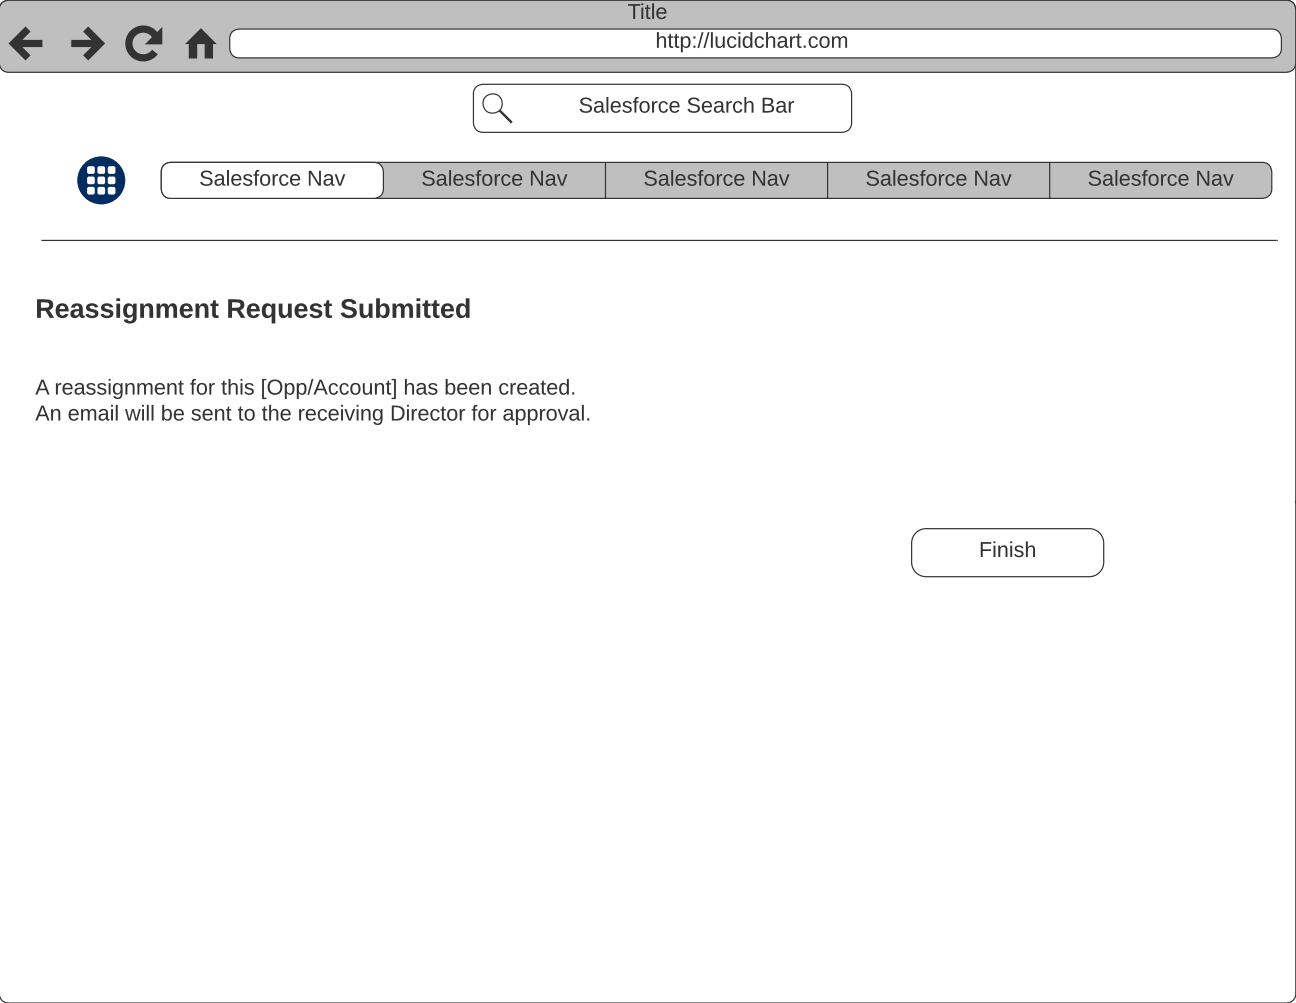 Title
http://lucidchart.com
Salesforce Search Bar
Salesforce Nav Salesforce Nav Salesforce Nav Salesforce Nav Salesforce Nav
Reassignment Request Submitted
A reassignment for this [Opp/Account] has been created.
An email will be sent to the receiving Director for approval.
Finish